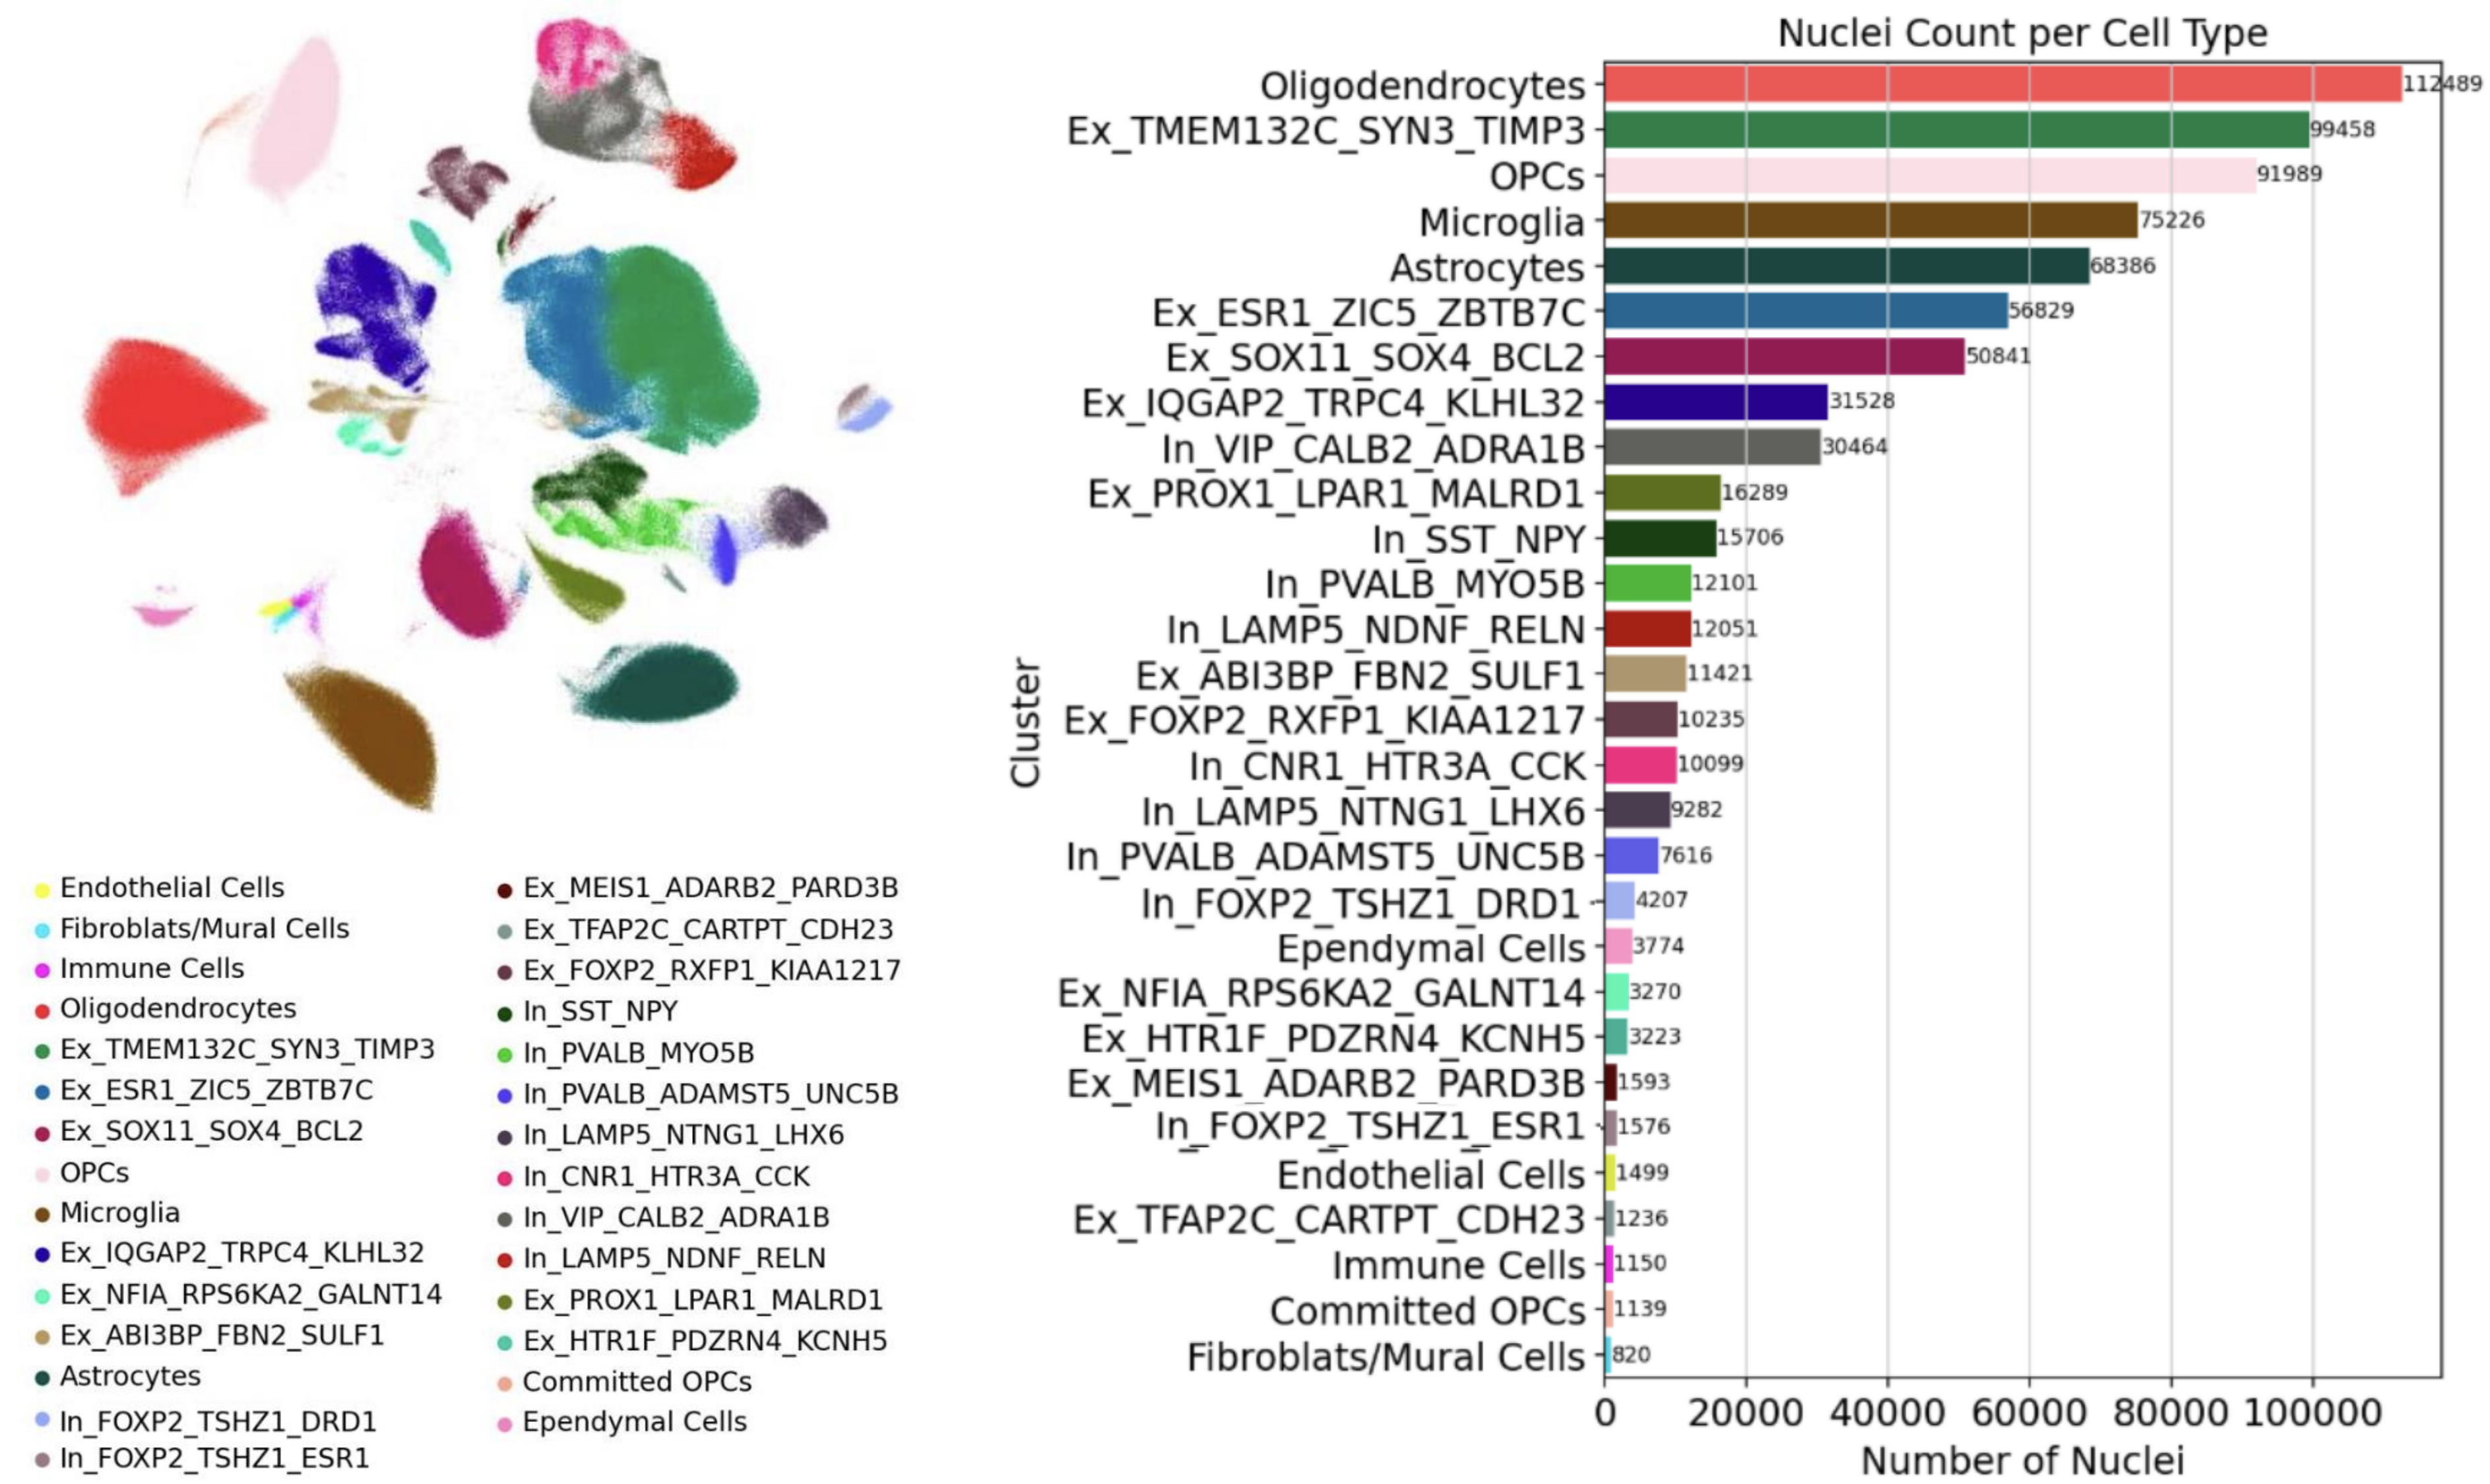 Endothelial Cells
Fibroblats/Mural Cells
Immune Cells
Oligodendrocytes
Ex_TMEM132C_SYN3_TIMP3
Ex_ESR1_ZIC5_ZBTB7C
Ex_SOX11_SOX4_BCL2
OPCs
Microglia
Ex_IQGAP2_TRPC4_KLHL32
Ex_NFIA_RPS6KA2_GALNT14
Ex_ABI3BP_FBN2_SULF1
Astrocytes
In_FOXP2_TSHZ1_DRD1
In_FOXP2_TSHZ1_ESR1
Ex_MEIS1_ADARB2_PARD3B
Ex_TFAP2C_CARTPT_CDH23
Ex_FOXP2_RXFP1_KIAA1217
In_SST_NPY
In_PVALB_MYO5B
In_PVALB_ADAMST5_UNC5B
In_LAMP5_NTNG1_LHX6
In_CNR1_HTR3A_CCK
In_VIP_CALB2_ADRA1B
In_LAMP5_NDNF_RELN
Ex_PROX1_LPAR1_MALRD1
Ex_HTR1F_PDZRN4_KCNH5
Committed OPCs
Ependymal Cells
Nuclei Count per Cell Type
Cluster
Oligodendrocytes 112489
Ex_TMEM132C_SYN3_TIMP3 99458
OPCs 91989
Microglia 75226
Astrocytes 68386
Ex_ESR1_ZIC5_ZBTB7C 56829
Ex_SOX11_SOX4_BCL2 50841
Ex_IQGAP2_TRPC4_KLHL32 31528
In_VIP_CALB2_ADRA1B 30464
Ex_PROX1_LPAR1_MALRD1 16289
In_SST_NPY 15706
In_PVALB_MYO5B 12101
In_LAMP5_NDNF_RELN 12051
Ex_ABI3BP_FBN2_SULF1 11421
Ex_FOXP2_RXFP1_KIAA1217 10235
In_CNR1_HTR3A_CCK 10099
In_LAMP5_NTNG1_LHX6 9282
In_PVALB_ADAMST5_UNC5B 7616
In_FOXP2_TSHZ1_DRD1 4207
Ependymal Cells 3774
Ex_NFIA_RPS6KA2_GALNT14 3270
Ex_HTR1F_PDZRN4_KCNH5 3223
Ex_MEIS1_ADARB2_PARD3B 1593
In_FOXP2_TSHZ1_ESR1 1576
Endothelial Cells 1499
Ex_TFAP2C_CARTPT_CDH23 1236
Immune Cells 1150
Committed OPCs 1139
Fibroblats/Mural Cells 820
0 20000 40000 60000 80000 100000
Number of Nuclei